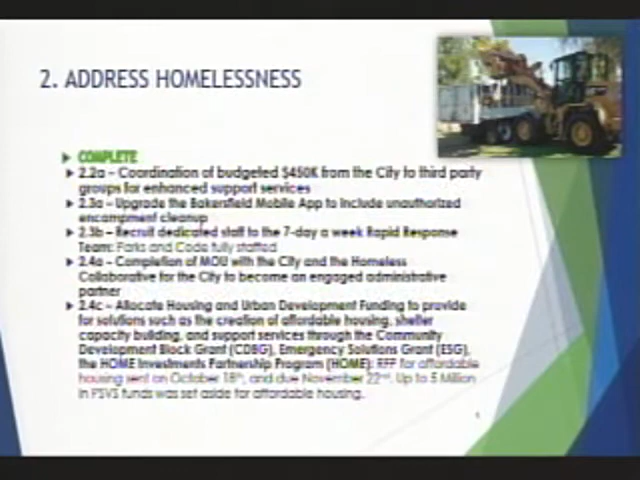 2. ADDRESS HOMELESSNESS
COMPLETE
2.2a – Coordination of budgeted $450K from the City to third party
groups for enhanced support services
2.3a – Upgrade the Bakersfield Mobile App to include unauthorized
encampment cleanup
2.3b – Recruit dedicated staff to the 7-day a week Rapid Response
Team: Parks and Code fully staffed
2.4a – Completion of MOU with the City and the Homeless
Collaborative for the City to become an engaged administrative
partner
2.4c – Allocate Housing and Urban Development Funding to provide
for solutions such as the creation of affordable housing, shelter
capacity building, and support services through the Community
Development Block Grant (CDBG), Emergency Solutions Grant (ESG),
the HOME Investments Partnership Program (HOME): RFP for affordable
housing sent on October 18th, and due November 22nd. Up to 5 Million
in PSVS funds was set aside for affordable housing.